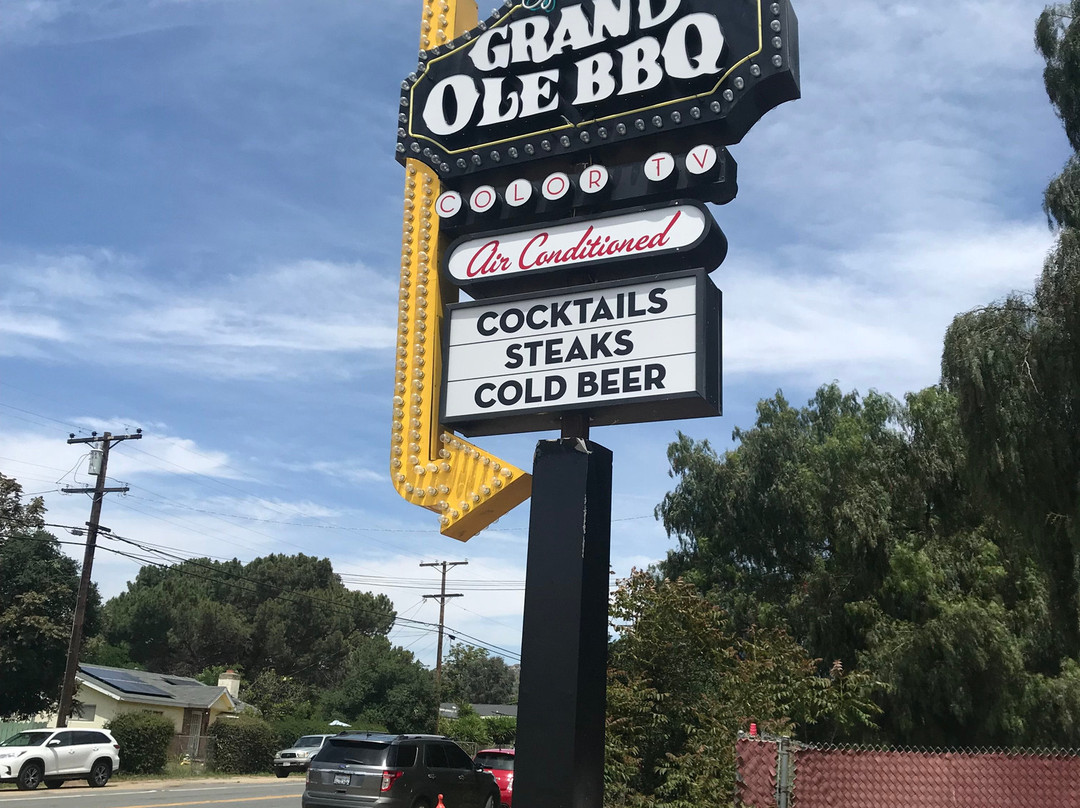 GRAND
OLE BBQ
COLOR TV
Air Conditioned
COCKTAILS
STEAKS
COLD BEER